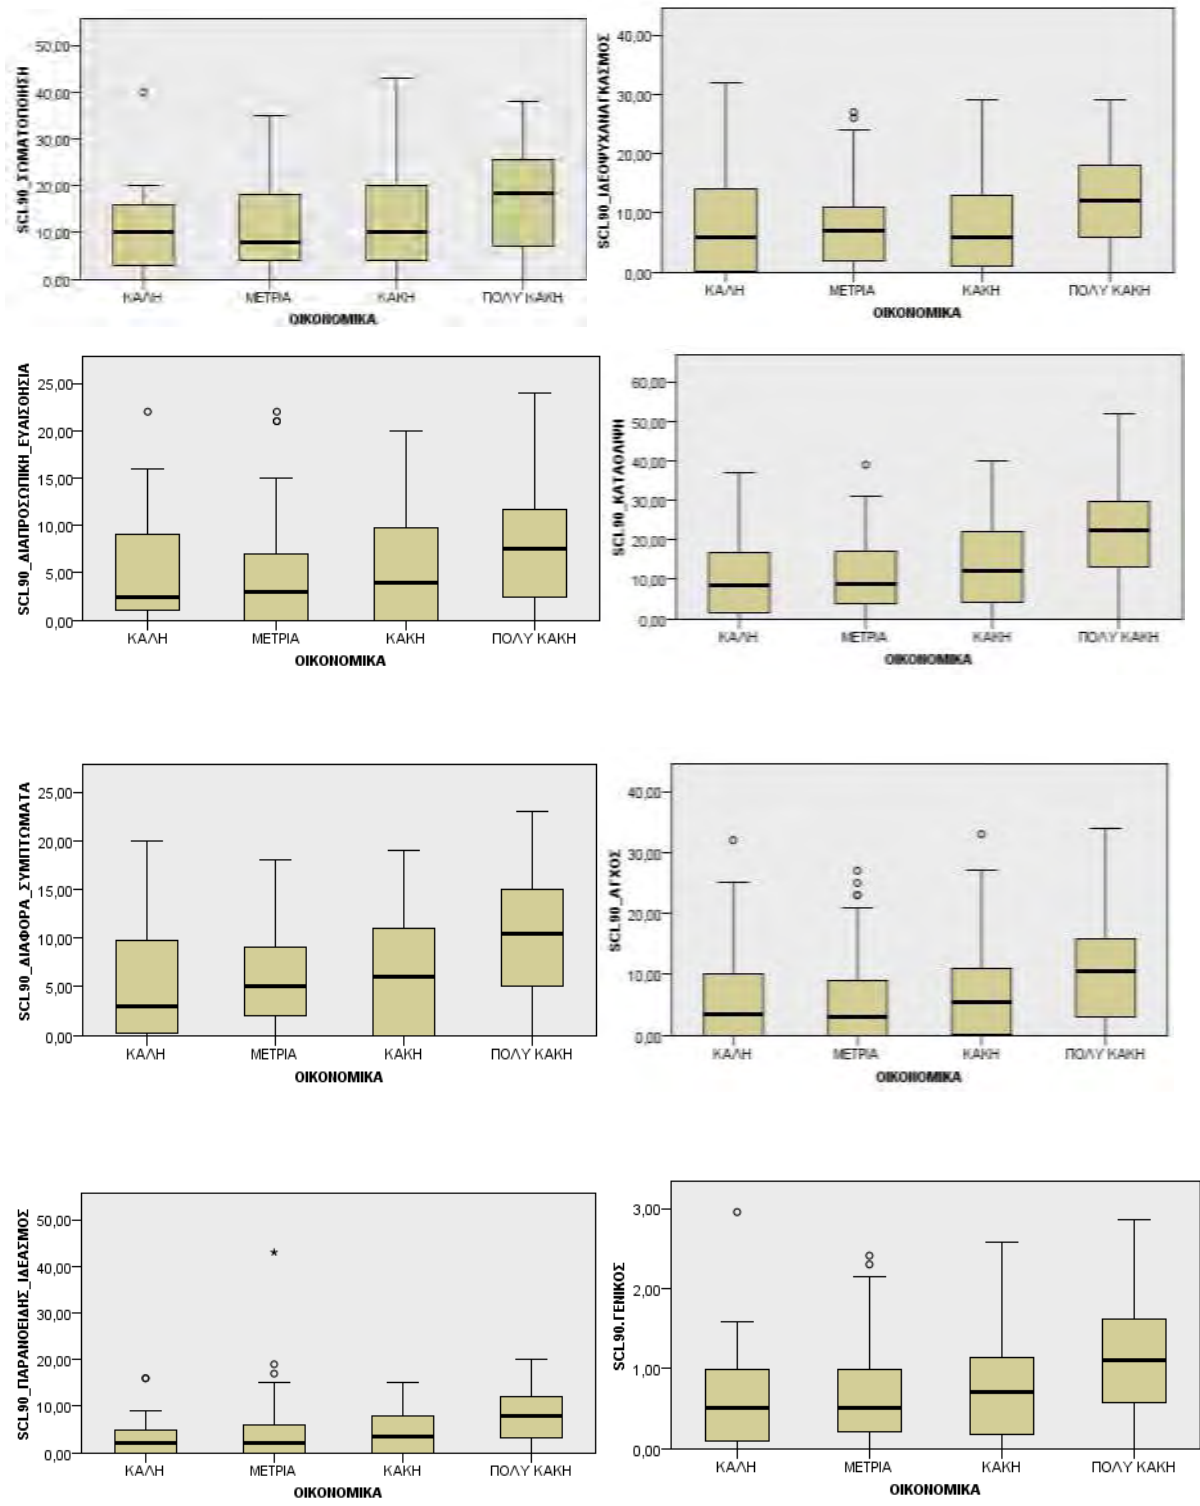 SCL90_ΣΩΜΑΤΟΠΟΙΗΣΗ
50,00
40,00
30,00
20,00
10,00
0,00
ΚΑΛΗ ΜΕΤΡΙΑ ΚΑΚΗ ΠΟΛΥ ΚΑΚΗ
ΟΙΚΟΝΟΜΙΚΑ
SCL90_ΙΔΕΟΨΥΧΑΝΑΓΚΑΣΜΟΣ
40,00
30,00
20,00
10,00
0,00
ΚΑΛΗ ΜΕΤΡΙΑ ΚΑΚΗ ΠΟΛΥ ΚΑΚΗ
ΟΙΚΟΝΟΜΙΚΑ
SCL90_ΔΙΑΠΡΟΣΩΠΙΚΗ_ΕΥΑΙΣΘΗΣΙΑ
25,00
20,00
15,00
10,00
5,00
0,00
ΚΑΛΗ ΜΕΤΡΙΑ ΚΑΚΗ ΠΟΛΥ ΚΑΚΗ
ΟΙΚΟΝΟΜΙΚΑ
SCL90_ΚΑΤΑΘΛΙΨΗ
60,00
50,00
40,00
30,00
20,00
10,00
0,00
ΚΑΛΗ ΜΕΤΡΙΑ ΚΑΚΗ ΠΟΛΥ ΚΑΚΗ
ΟΙΚΟΝΟΜΙΚΑ
SCL90_ΔΙΑΦΟΡΑ_ΣΥΜΠΤΩΜΑΤΑ
25,00
20,00
15,00
10,00
5,00
0,00
ΚΑΛΗ ΜΕΤΡΙΑ ΚΑΚΗ ΠΟΛΥ ΚΑΚΗ
ΟΙΚΟΝΟΜΙΚΑ
SCL90_ΑΓΧΟΣ
40,00
30,00
20,00
10,00
0,00
ΚΑΛΗ ΜΕΤΡΙΑ ΚΑΚΗ ΠΟΛΥ ΚΑΚΗ
ΟΙΚΟΝΟΜΙΚΑ
SCL90_ΠΑΡΑΝΟΕΙΔΗΣ_ΙΔΕΑΣΜΟΣ
50,00
40,00
30,00
20,00
10,00
0,00
ΚΑΛΗ ΜΕΤΡΙΑ ΚΑΚΗ ΠΟΛΥ ΚΑΚΗ
ΟΙΚΟΝΟΜΙΚΑ
SCL90.ΓΕΝΙΚΟΣ
3,00
2,00
1,00
0,00
ΚΑΛΗ ΜΕΤΡΙΑ ΚΑΚΗ ΠΟΛΥ ΚΑΚΗ
ΟΙΚΟΝΟΜΙΚΑ